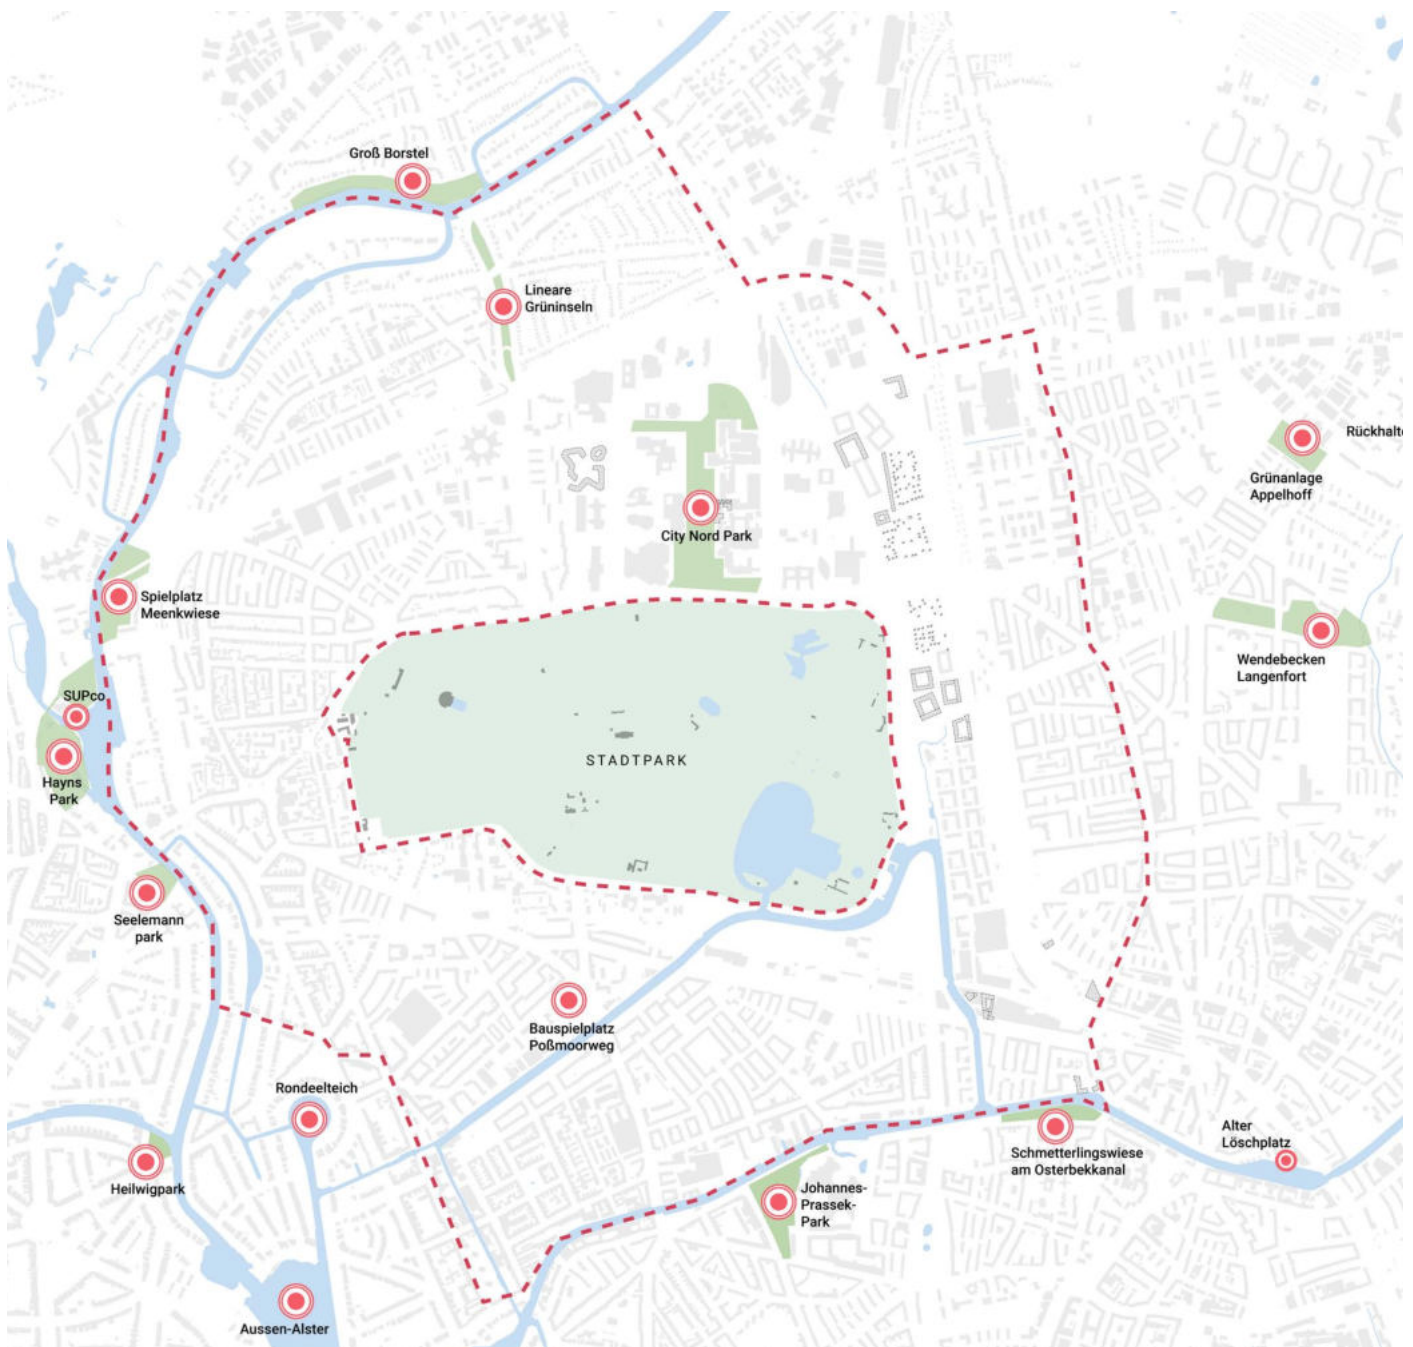 Groß Borstel
Lineare
Grüninseln
Rückhalte
Grünanlage
Appelhoff
City Nord Park
Spielplatz
Meenkwiese
Wendebecken
Langenfort
SUPco
STADTPARK
Hayns
Park
Seelemann
park
Bauspielplatz
Poßmoorweg
Rondeelteich
Alter
Löschplatz
Schmetterlingswiese
am Osterbekkanal
Heilwigpark
Johannes-
Prassek-
Park
Aussen-Alster